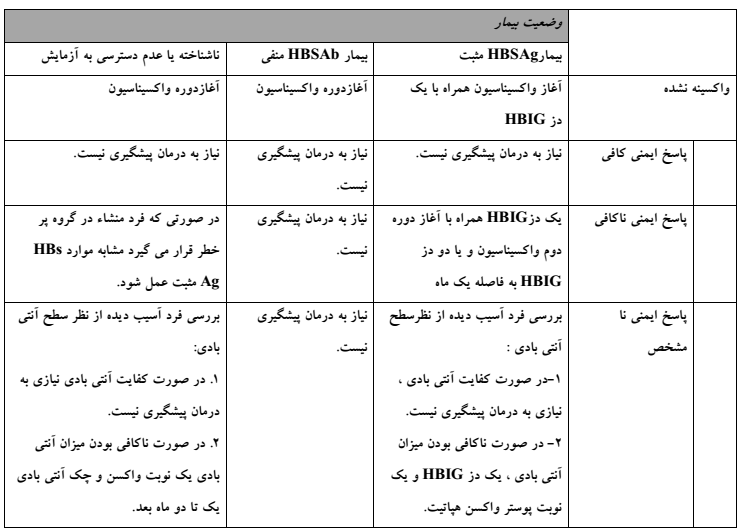 وضعیت بیمار
بیمارHBSAg مثبت
بیمار HBSAb منفی
ناشناخته یا عدم دسترسی به آزمایش
واکسینه نشده
آغاز واکسیناسیون همراه با یک
دز HBIG
آغازدوره واکسیناسیون
آغازدوره واکسیناسیون
پاسخ ایمنی کافی
نیاز به درمان پیشگیری نیست.
نیاز به درمان پیشگیری
نیست.
نیاز به درمان پیشگیری نیست.
پاسخ ایمنی ناکافی
یک دزHBIG همراه با آغاز دوره
دوم واکسیناسیون و یا دو دز
HBIG به فاصله یک ماه
نیاز به درمان پیشگیری
نیست.
در صورتی که فرد منشاء در گروه پر
خطر قرار می گیرد مشابه موارد HBs
Ag مثبت عمل شود.
پاسخ ایمنی نا
مشخص
بررسی فرد آسیب دیده از نظرسطح
آنتی بادی :
۱-در صورت کفایت آنتی بادی ،
نیازی به درمان پیشگیری نیست.
۲- در صورت ناکافی بودن میزان
آنتی بادی ، یک دز HBIG و یک
نوبت پوستر واکسن هپاتیت.
نیاز به درمان پیشگیری
نیست.
بررسی فرد آسیب دیده از نظر سطح آنتی
بادی:
۱. در صورت کفایت آنتی بادی نیازی به
درمان پیشگیری نیست.
۲. در صورت ناکافی بودن میزان آنتی
بادی یک نوبت واکسن و چک آنتی بادی
یک تا دو ماه بعد.